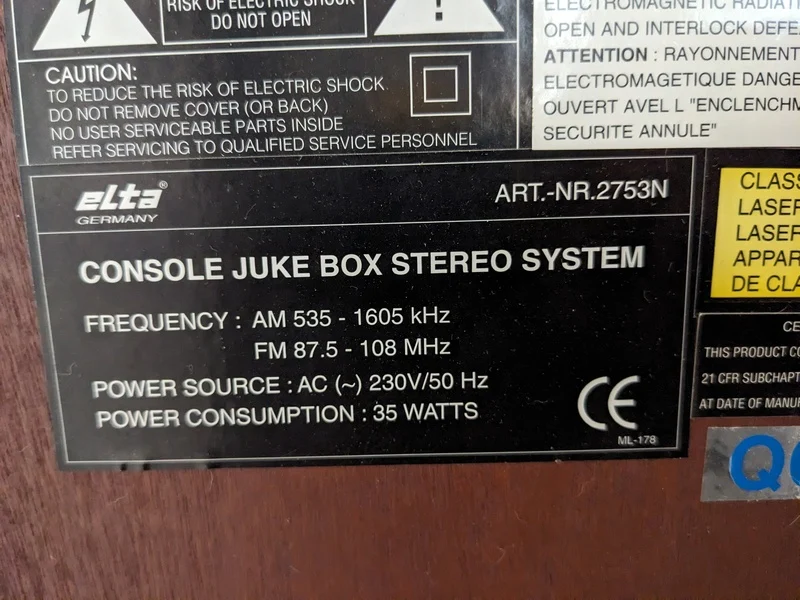 RISK OF ELECTRIC SHOCK
DO NOT OPEN
!
CAUTION:
TO REDUCE THE RISK OF ELECTRIC SHOCK
DO NOT REMOVE COVER (OR BACK)
NO USER SERVICEABLE PARTS INSIDE
REFER SERVICING TO QUALIFIED SERVICE PERSONNEL
ELECTROMAGNETIC RADIATI
OPEN AND INTERLOCK DEFEA
ATTENTION : RAYONNEMENT
ELECTROMAGETIQUE DANGE
OUVERT AVEL L "ENCLENCHM
SECURITE ANNULE"
elta®
GERMANY
ART.-NR.2753N
CONSOLE JUKE BOX STEREO SYSTEM
FREQUENCY : AM 535 - 1605 kHz
FM 87.5 - 108 MHz
POWER SOURCE : AC (~) 230V/50 Hz
POWER CONSUMPTION : 35 WATTS
CE
ML-178
CLASS
LASER
LASER
APPAR
DE CLA
CE
THIS PRODUCT CO
21 CFR SUBCHAPT
AT DATE OF MANUF